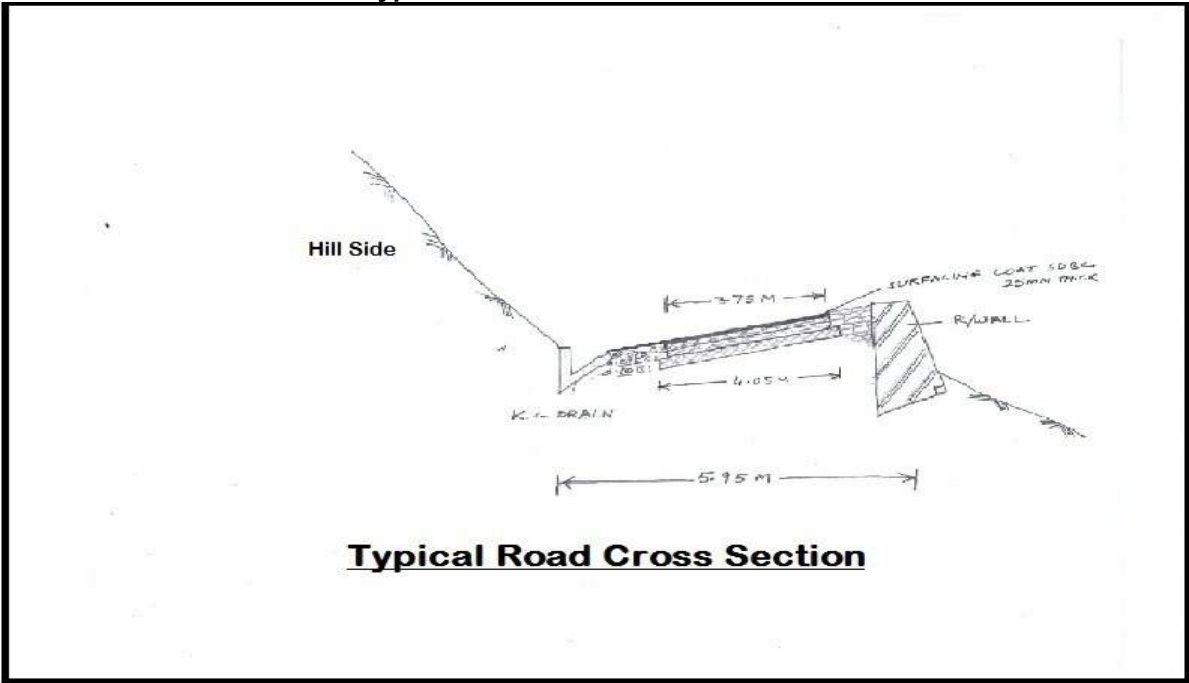 Hill Side
3.75 M
SURFACING COAT SDBC
25MM THICK
R/WALL
4.05 M
DRAIN
5.95 M
Typical Road Cross Section